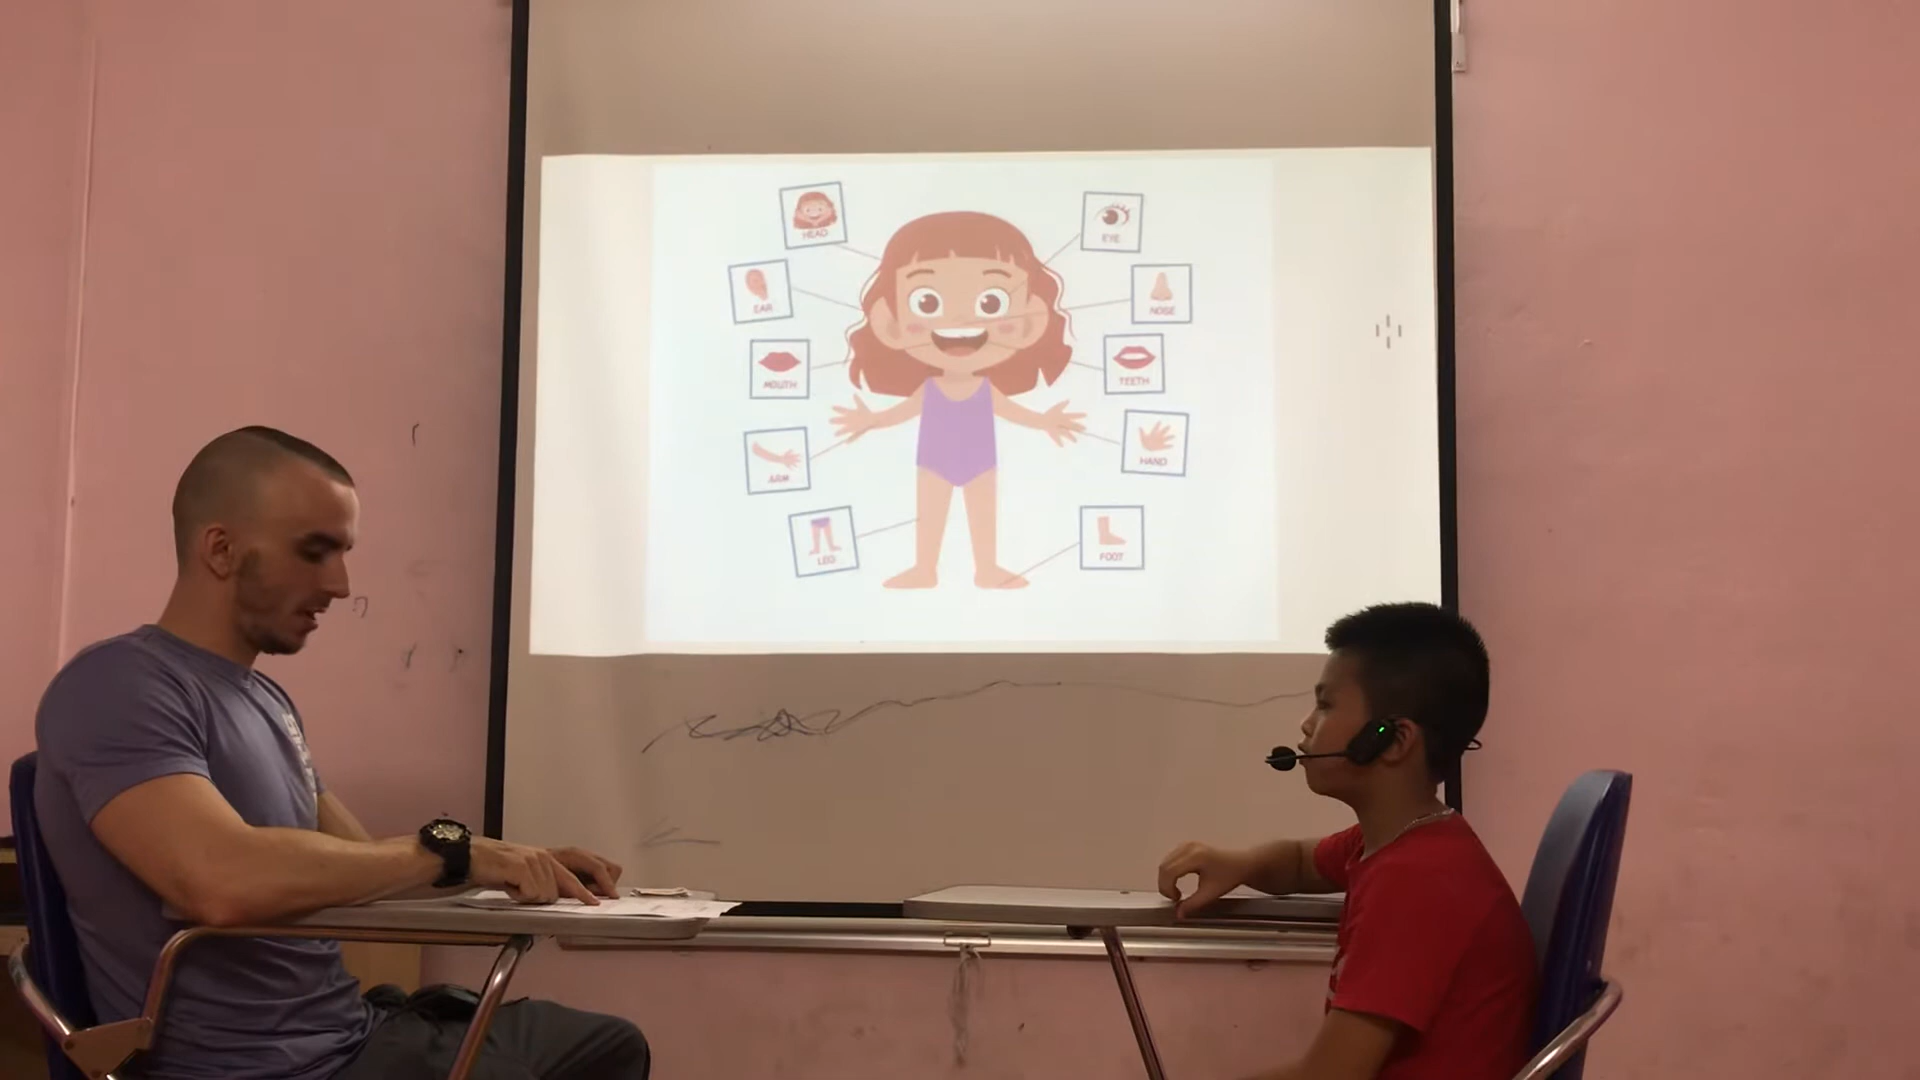 HEAD
EYE
EAR
NOSE
MOUTH
TEETH
ARM
HAND
LEG
FOOT